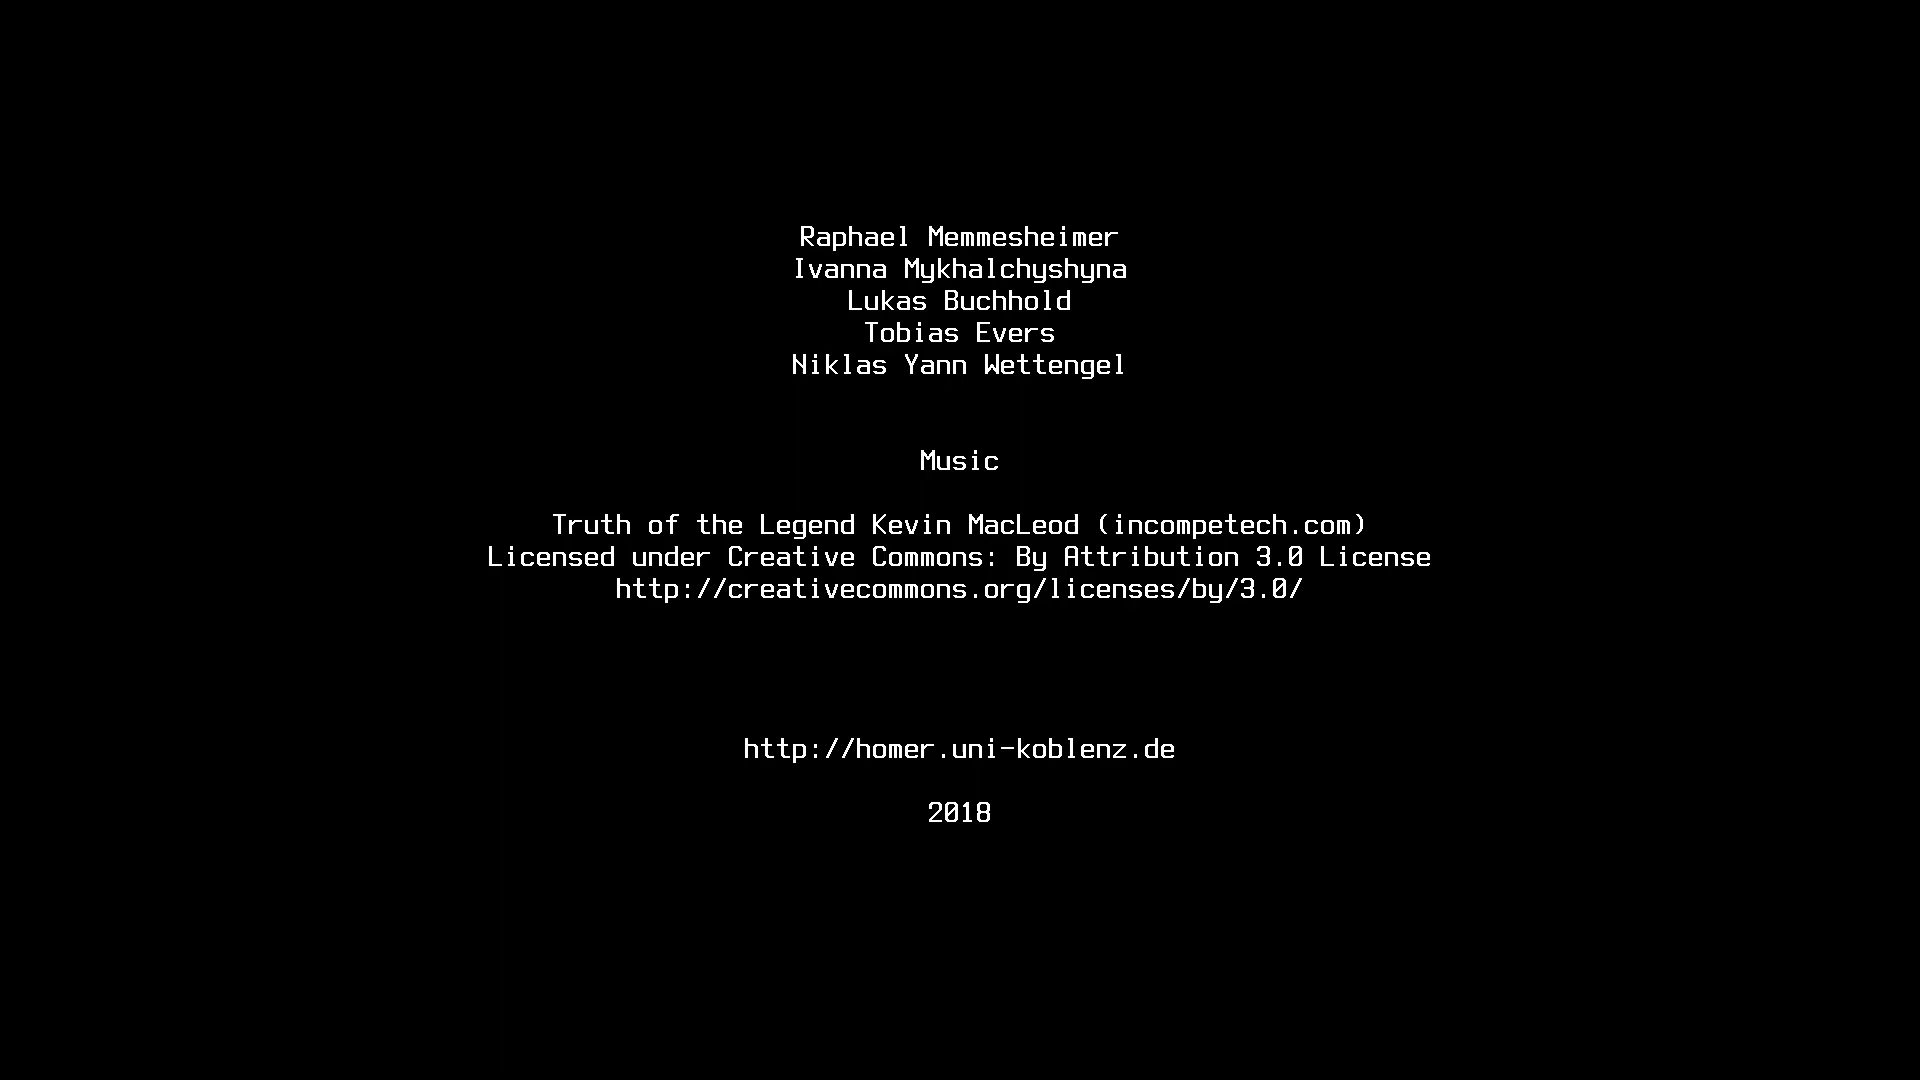 Raphael Memmesheimer
Ivanna Mykhalchyshyna
Lukas Buchhold
Tobias Evers
Niklas Yann Wettengel
Music
Truth of the Legend Kevin MacLeod (incompetech.com)
Licensed under Creative Commons: By Attribution 3.0 License
http://creativecommons.org/licenses/by/3.0/
http://homer.uni-koblenz.de
2018